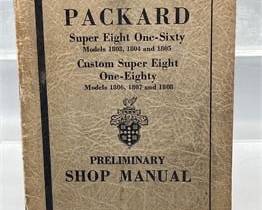 PACKARD
Super Eight One-Sixty
Models 1803, 1804 and 1805
Custom Super Eight
One-Eighty
Models 1806, 1807 and 1808
PRELIMINARY
SHOP MANUAL